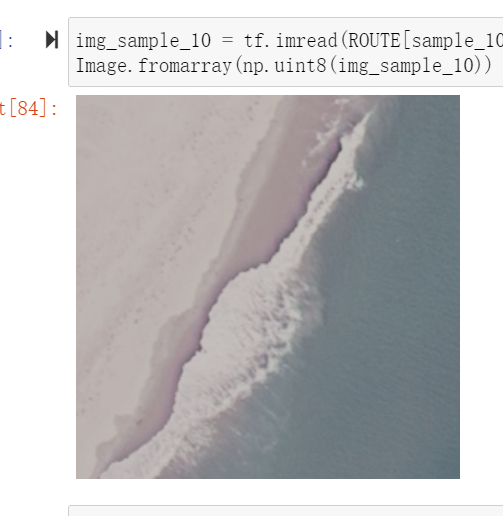 ]:
img_sample_10 = tf.imread(ROUTE[sample_10
Image.fromarray(np.uint8(img_sample_10))
t[84]: